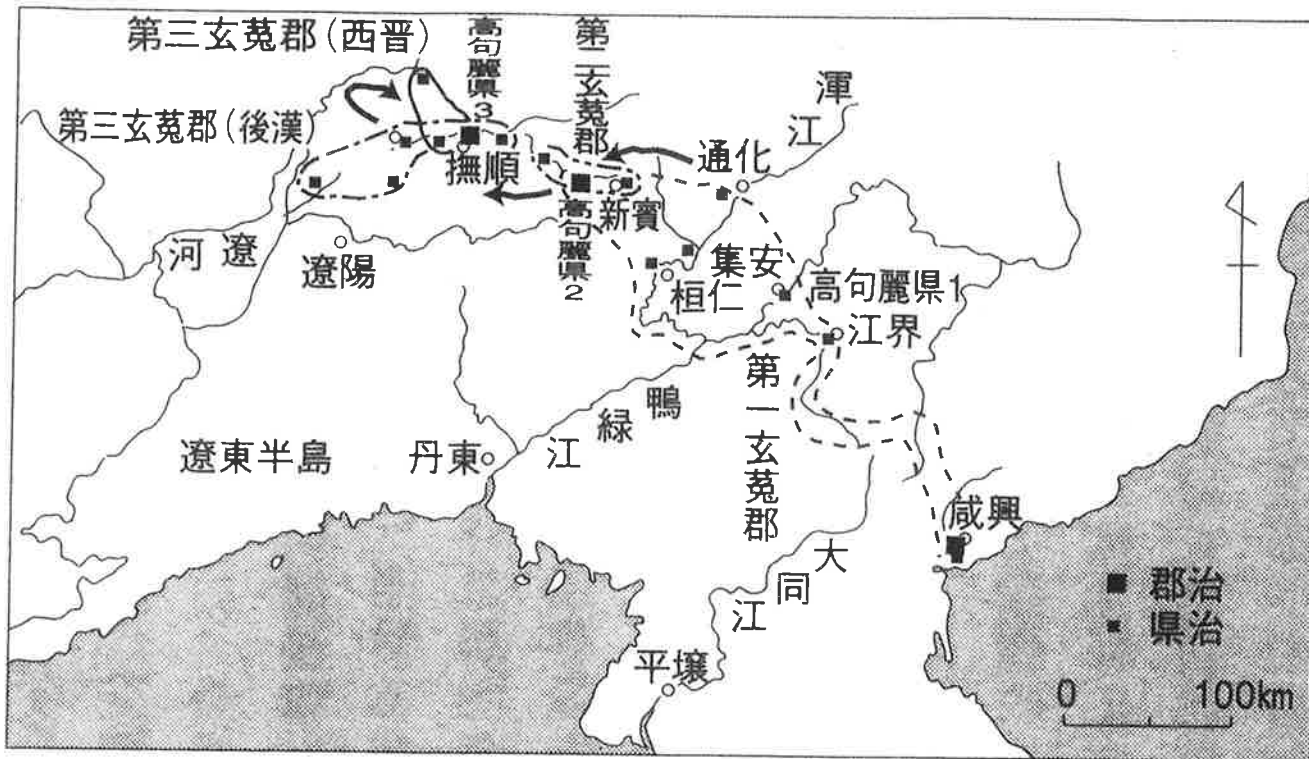 第三玄菟郡(西晋)
高句麗県3
第二玄菟郡
渾江
第三玄菟郡(後漢)
撫順
通化
新賓
高句麗県2
遼河
遼陽
桓仁
集安
高句麗県1
江界
第一玄菟郡
鴨緑江
遼東半島
丹東
咸興
大同江
平壌
郡治
県治
0 100km